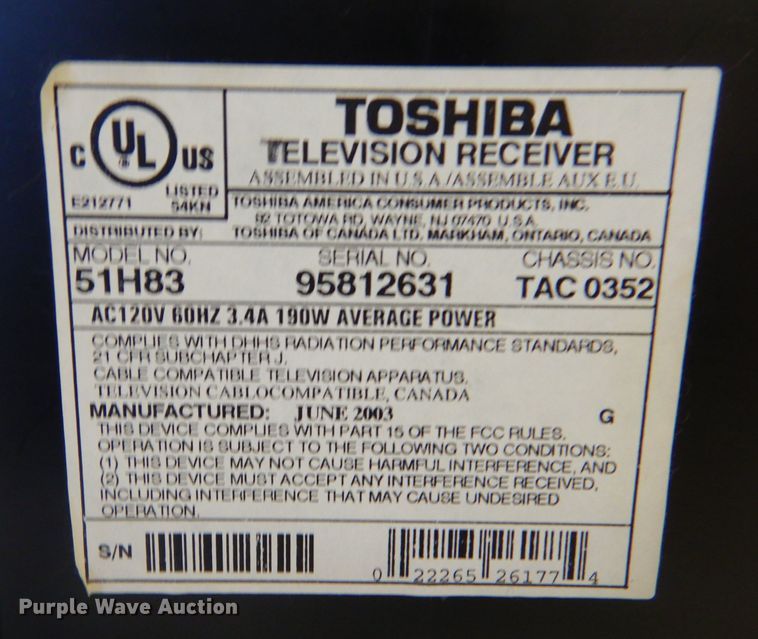 C UL US
LISTED
E212771 54KN
TOSHIBA
TELEVISION RECEIVER
ASSEMBLED IN U.S.A./ASSEMBLE AUX E.U.
DISTRIBUTED BY:
TOSHIBA AMERICA CONSUMER PRODUCTS, INC.
82 TOTOWA RD, WAYNE, NJ 07470 U.S.A.
TOSHIBA OF CANADA LTD, MARKHAM, ONTARIO, CANADA
MODEL NO. SERIAL NO. CHASSIS NO.
51H83 95812631 TAC 0352
AC120V 60HZ 3.4A 190W AVERAGE POWER
COMPLIES WITH DHHS RADIATION PERFORMANCE STANDARDS,
21 CFR SUBCHAPTER J.
CABLE COMPATIBLE TELEVISION APPARATUS.
TELEVISION CABLOCOMPATIBLE, CANADA
MANUFACTURED: JUNE 2003 G
THIS DEVICE COMPLIES WITH PART 15 OF THE FCC RULES.
OPERATION IS SUBJECT TO THE FOLLOWING TWO CONDITIONS:
(1) THIS DEVICE MAY NOT CAUSE HARMFUL INTERFERENCE, AND
(2) THIS DEVICE MUST ACCEPT ANY INTERFERENCE RECEIVED,
INCLUDING INTERFERENCE THAT MAY CAUSE UNDESIRED
OPERATION.
S/N
0 22265 26177 4
Purple Wave Auction